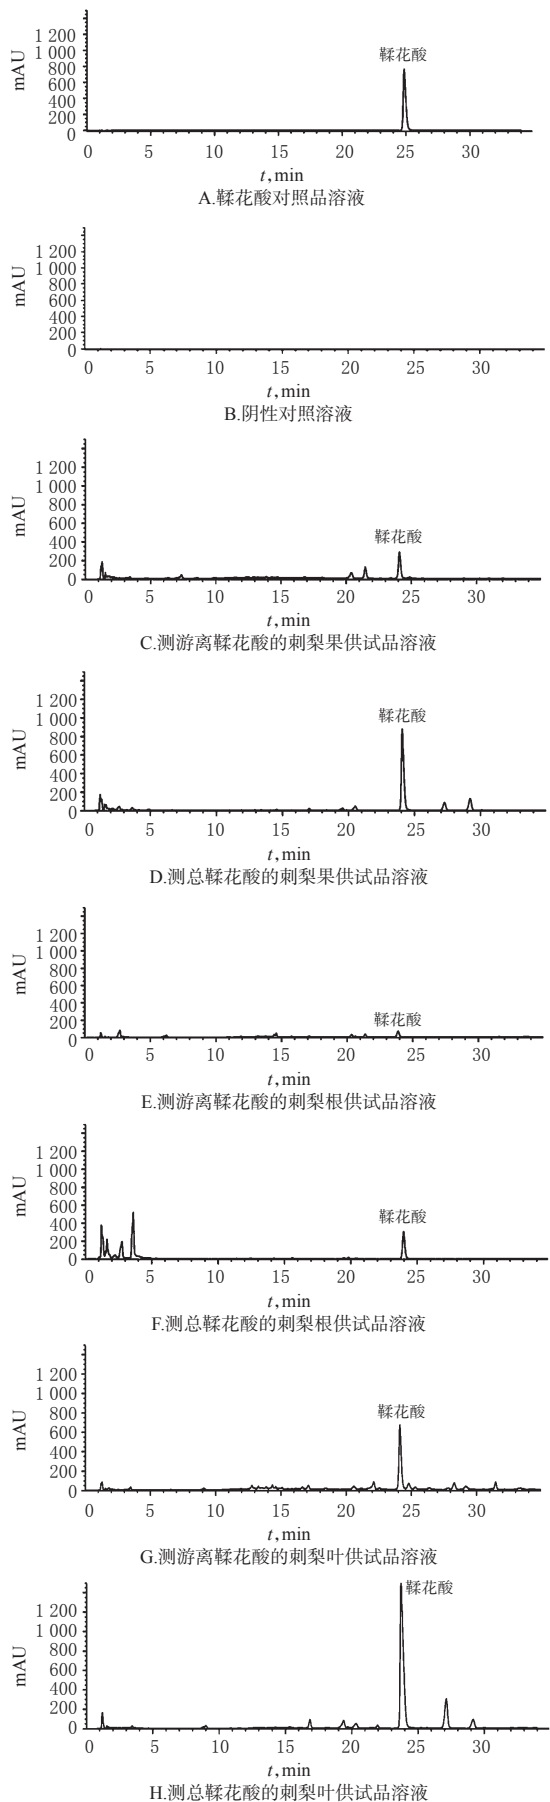 mAU
1 200
1 000
800
600
400
200
0
鞣花酸
0 5 10 15 20 25 30
t,min
A.鞣花酸对照品溶液
mAU
1 200
1 000
800
600
400
200
0
0 5 10 15 20 25 30
t,min
B.阴性对照溶液
mAU
1 200
1 000
800
600
400
200
0
鞣花酸
0 5 10 15 20 25 30
t,min
C.测游离鞣花酸的刺梨果供试品溶液
mAU
1 200
1 000
800
600
400
200
0
鞣花酸
0 5 10 15 20 25 30
t,min
D.测总鞣花酸的刺梨果供试品溶液
mAU
1 200
1 000
800
600
400
200
0
鞣花酸
0 5 10 15 20 25 30
t,min
E.测游离鞣花酸的刺梨根供试品溶液
mAU
1 200
1 000
800
600
400
200
0
鞣花酸
0 5 10 15 20 25 30
t,min
F.测总鞣花酸的刺梨根供试品溶液
mAU
1 200
1 000
800
600
400
200
0
鞣花酸
0 5 10 15 20 25 30
t,min
G.测游离鞣花酸的刺梨叶供试品溶液
mAU
1 200
1 000
800
600
400
200
0
鞣花酸
0 5 10 15 20 25 30
t,min
H.测总鞣花酸的刺梨叶供试品溶液